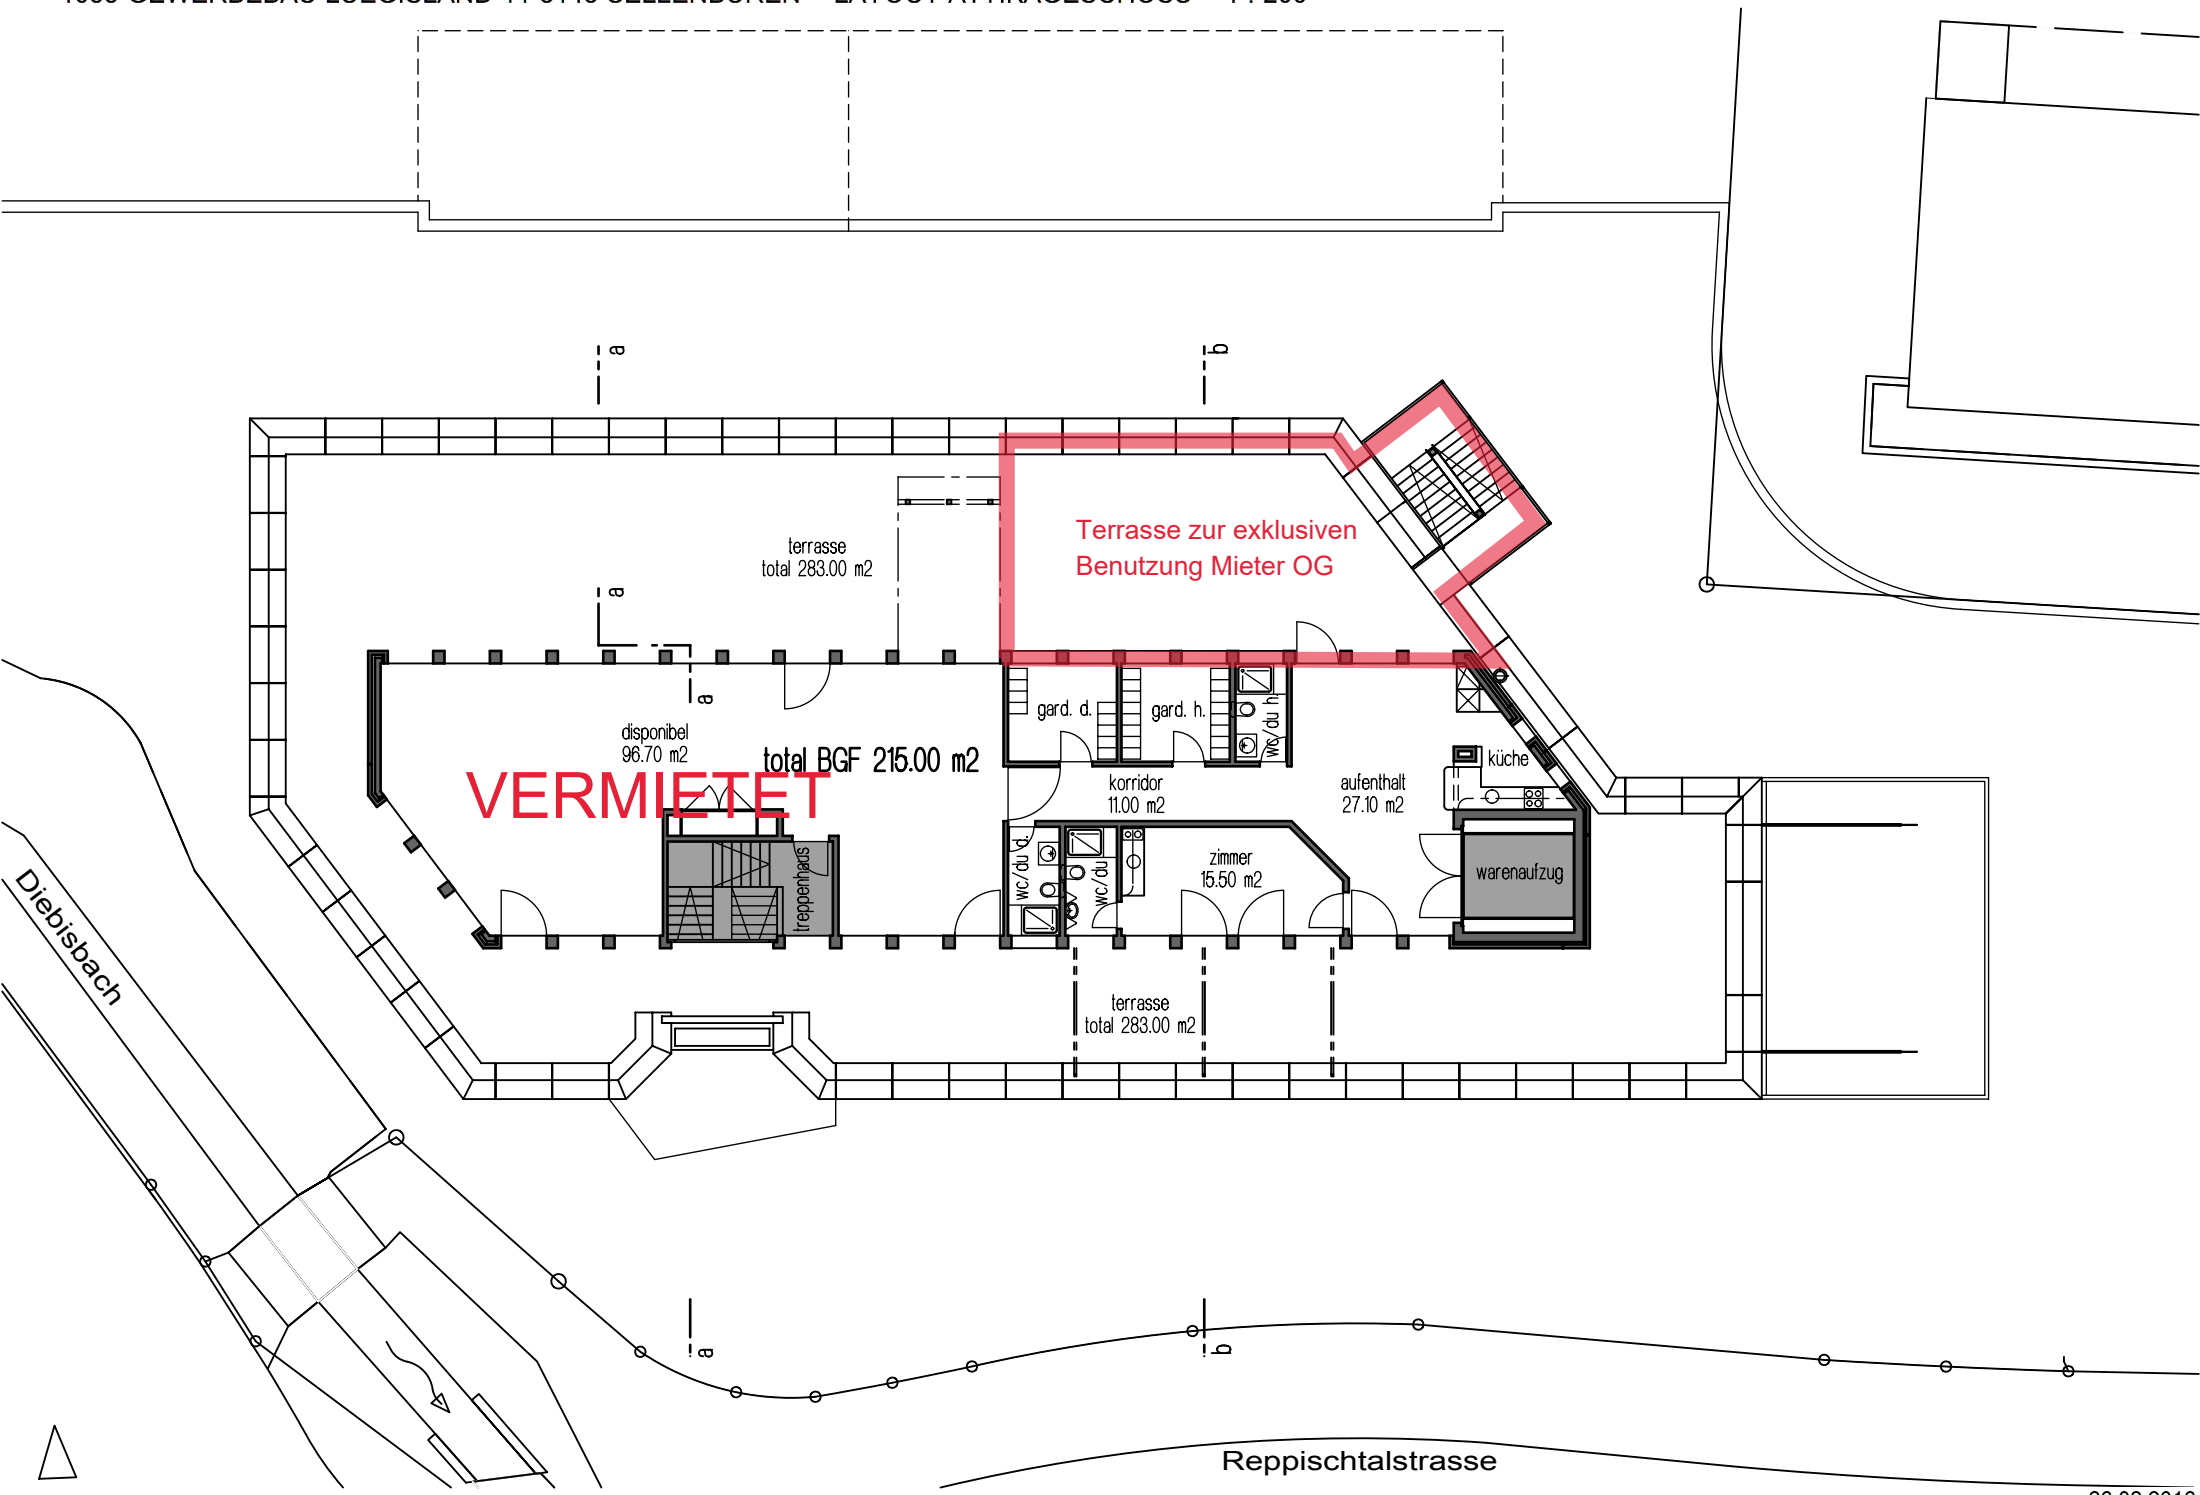 a
b
Terrasse zur exklusiven
Benutzung Mieter OG
terrasse
total 283.00 m2
a
a
gard. d.
gard. h.
wc/du h.
disponibel
96.70 m2
total BGF 215.00 m2
VERMIETET
küche
korridor
11.00 m2
aufenthalt
27.10 m2
treppenhaus
wc/du d.
wc/du
zimmer
15.50 m2
warenaufzug
Diebisbach
terrasse
total 283.00 m2
a
b
Reppischtalstrasse